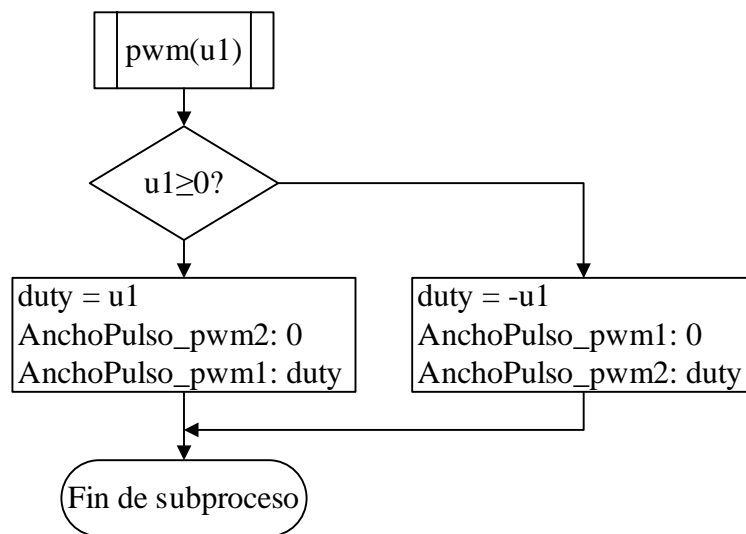 pwm(u1)
u1≥0?
duty = u1
AnchoPulso_pwm2: 0
AnchoPulso_pwm1: duty
duty = -u1
AnchoPulso_pwm1: 0
AnchoPulso_pwm2: duty
Fin de subproceso